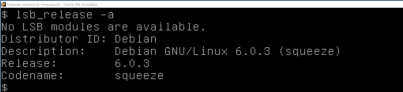 $ lsb_release -a
No LSB modules are available.
Distributor ID: Debian
Description:    Debian GNU/Linux 6.0.3 (squeeze)
Release:        6.0.3
Codename:       squeeze
$